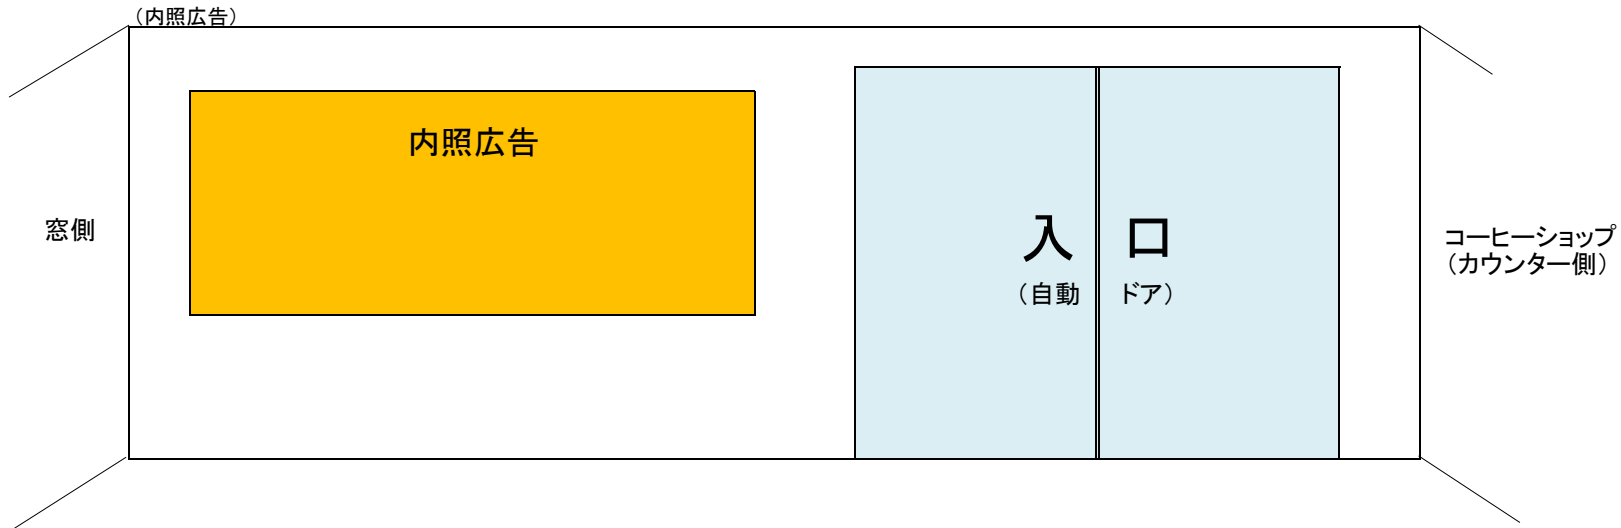 （内照広告）
内照広告
窓側
入 口
（自動 ドア）
コーヒーショップ
（カウンター側）